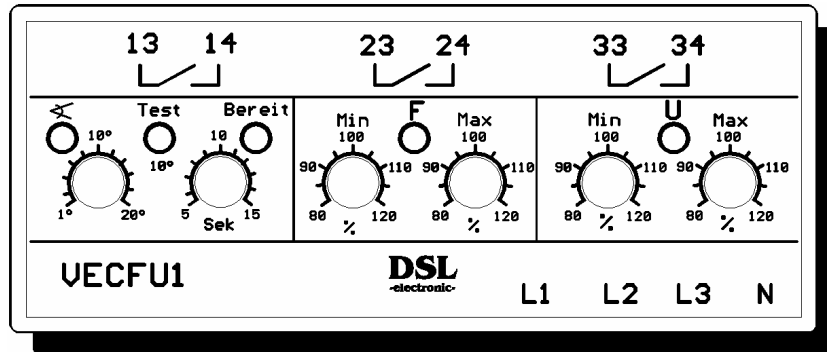 13 14 23 24 33 34
∢ Test Bereit F U
Min Max Min Max
10° 10 100 100 100 100
10°
90 110 90 110 90 110 90 110
1° 20° 5 15 80 120 80 120 80 120 80 120
Sek % % % %
VECFU1 DSL
-electronic-
L1 L2 L3 N